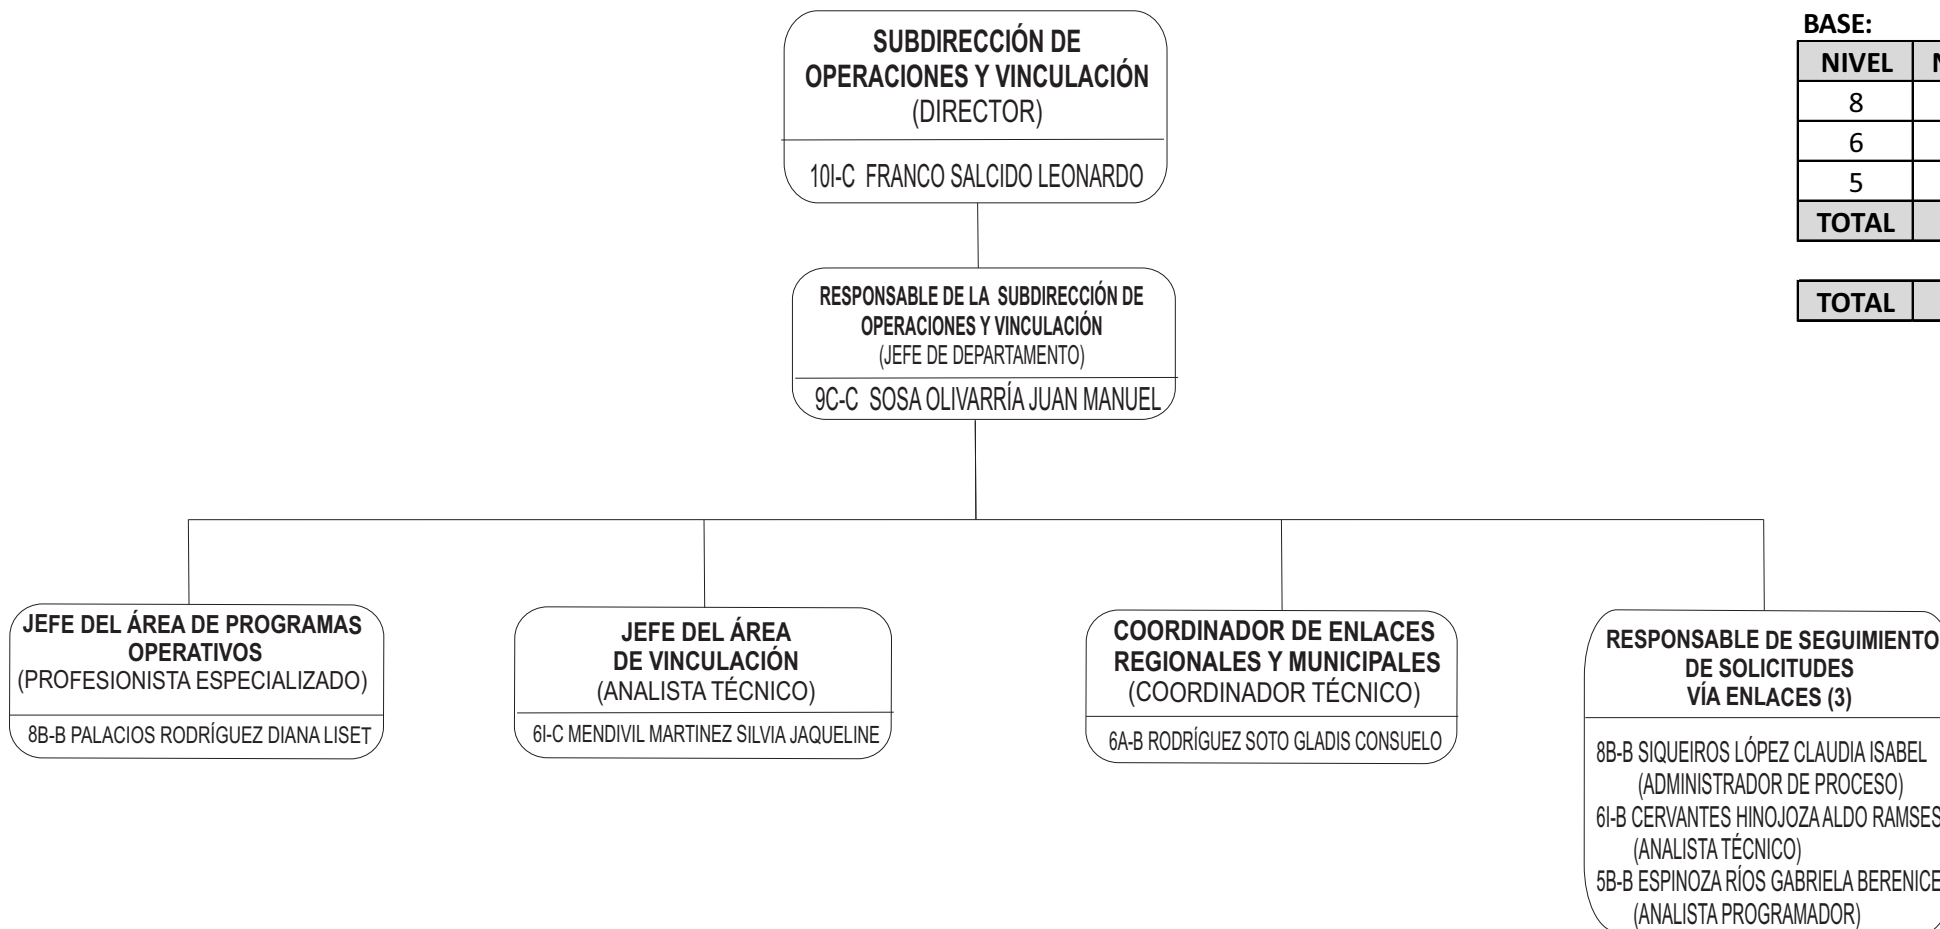 SUBDIRECCIÓN DE
OPERACIONES Y VINCULACIÓN
(DIRECTOR)
10I-C FRANCO SALCIDO LEONARDO
BASE:
NIVEL
8
6
5
TOTAL
TOTAL
RESPONSABLE DE LA SUBDIRECCIÓN DE
OPERACIONES Y VINCULACIÓN
(JEFE DE DEPARTAMENTO)
9C-C SOSA OLIVARRÍA JUAN MANUEL
JEFE DEL ÁREA DE PROGRAMAS
OPERATIVOS
(PROFESIONISTA ESPECIALIZADO)
8B-B PALACIOS RODRÍGUEZ DIANA LISET
JEFE DEL ÁREA
DE VINCULACIÓN
(ANALISTA TÉCNICO)
6I-C MENDIVIL MARTINEZ SILVIA JAQUELINE
COORDINADOR DE ENLACES
REGIONALES Y MUNICIPALES
(COORDINADOR TÉCNICO)
6A-B RODRÍGUEZ SOTO GLADIS CONSUELO
RESPONSABLE DE SEGUIMIENTO
DE SOLICITUDES
VÍA ENLACES (3)
8B-B SIQUEIROS LÓPEZ CLAUDIA ISABEL
(ADMINISTRADOR DE PROCESO)
6I-B CERVANTES HINOJOZA ALDO RAMSES
(ANALISTA TÉCNICO)
5B-B ESPINOZA RÍOS GABRIELA BERENICE
(ANALISTA PROGRAMADOR)